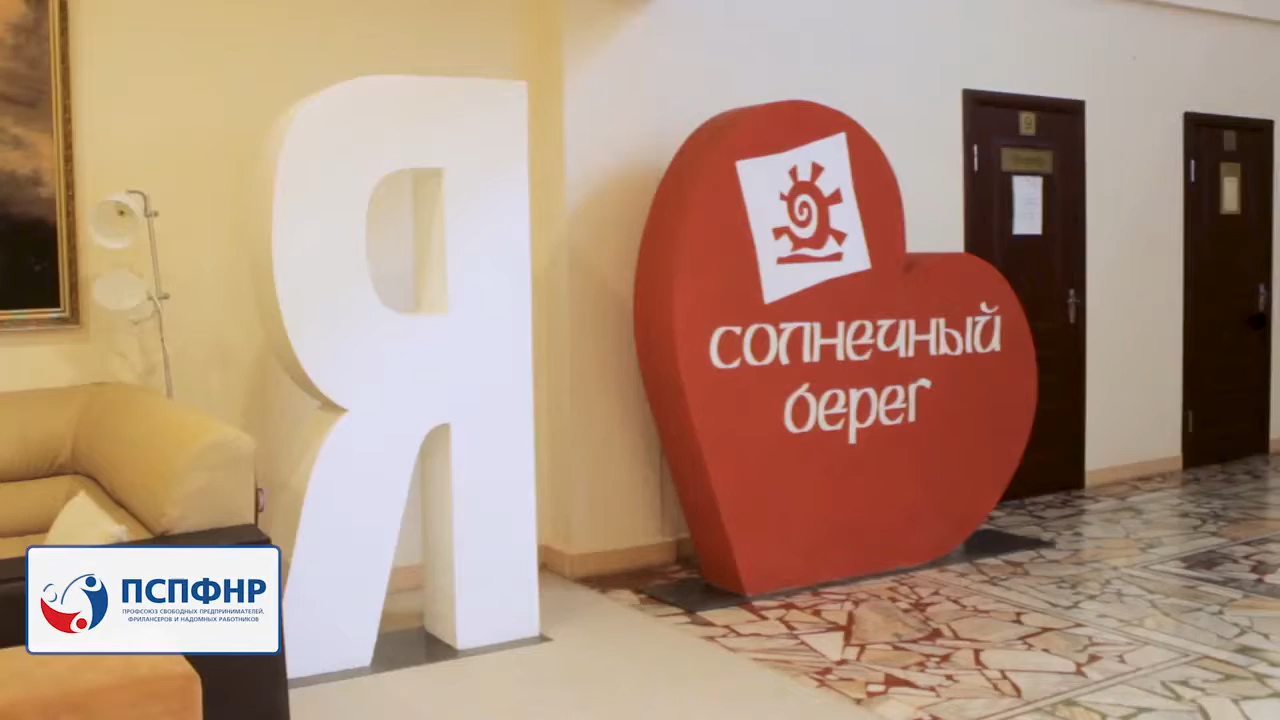 Я
солнечный
берег
ПСПФНР
ПРОФСОЮЗ СВОБОДНЫХ ПРЕДПРИНИМАТЕЛЕЙ,
ФРИЛАНСЕРОВ И НАДОМНЫХ РАБОТНИКОВ